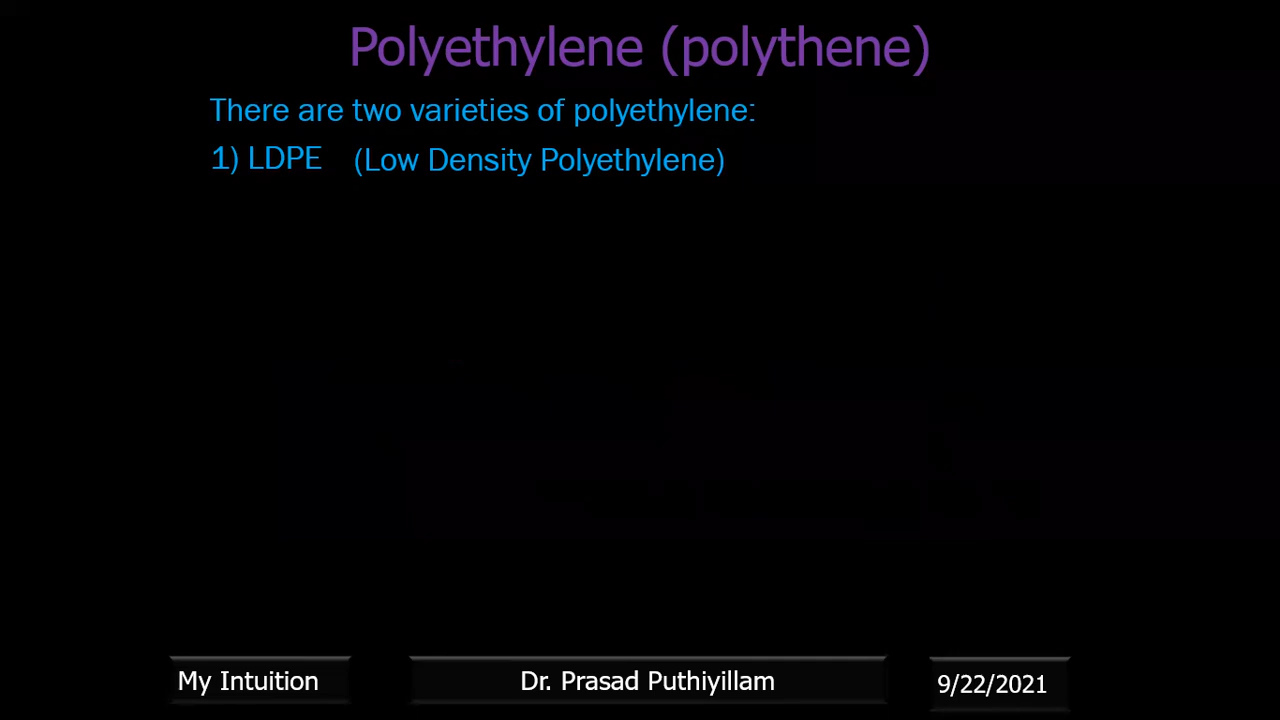 Polyethylene (polythene)
There are two varieties of polyethylene:
1) LDPE (Low Density Polyethylene)
My Intuition
Dr. Prasad Puthiyillam
9/22/2021